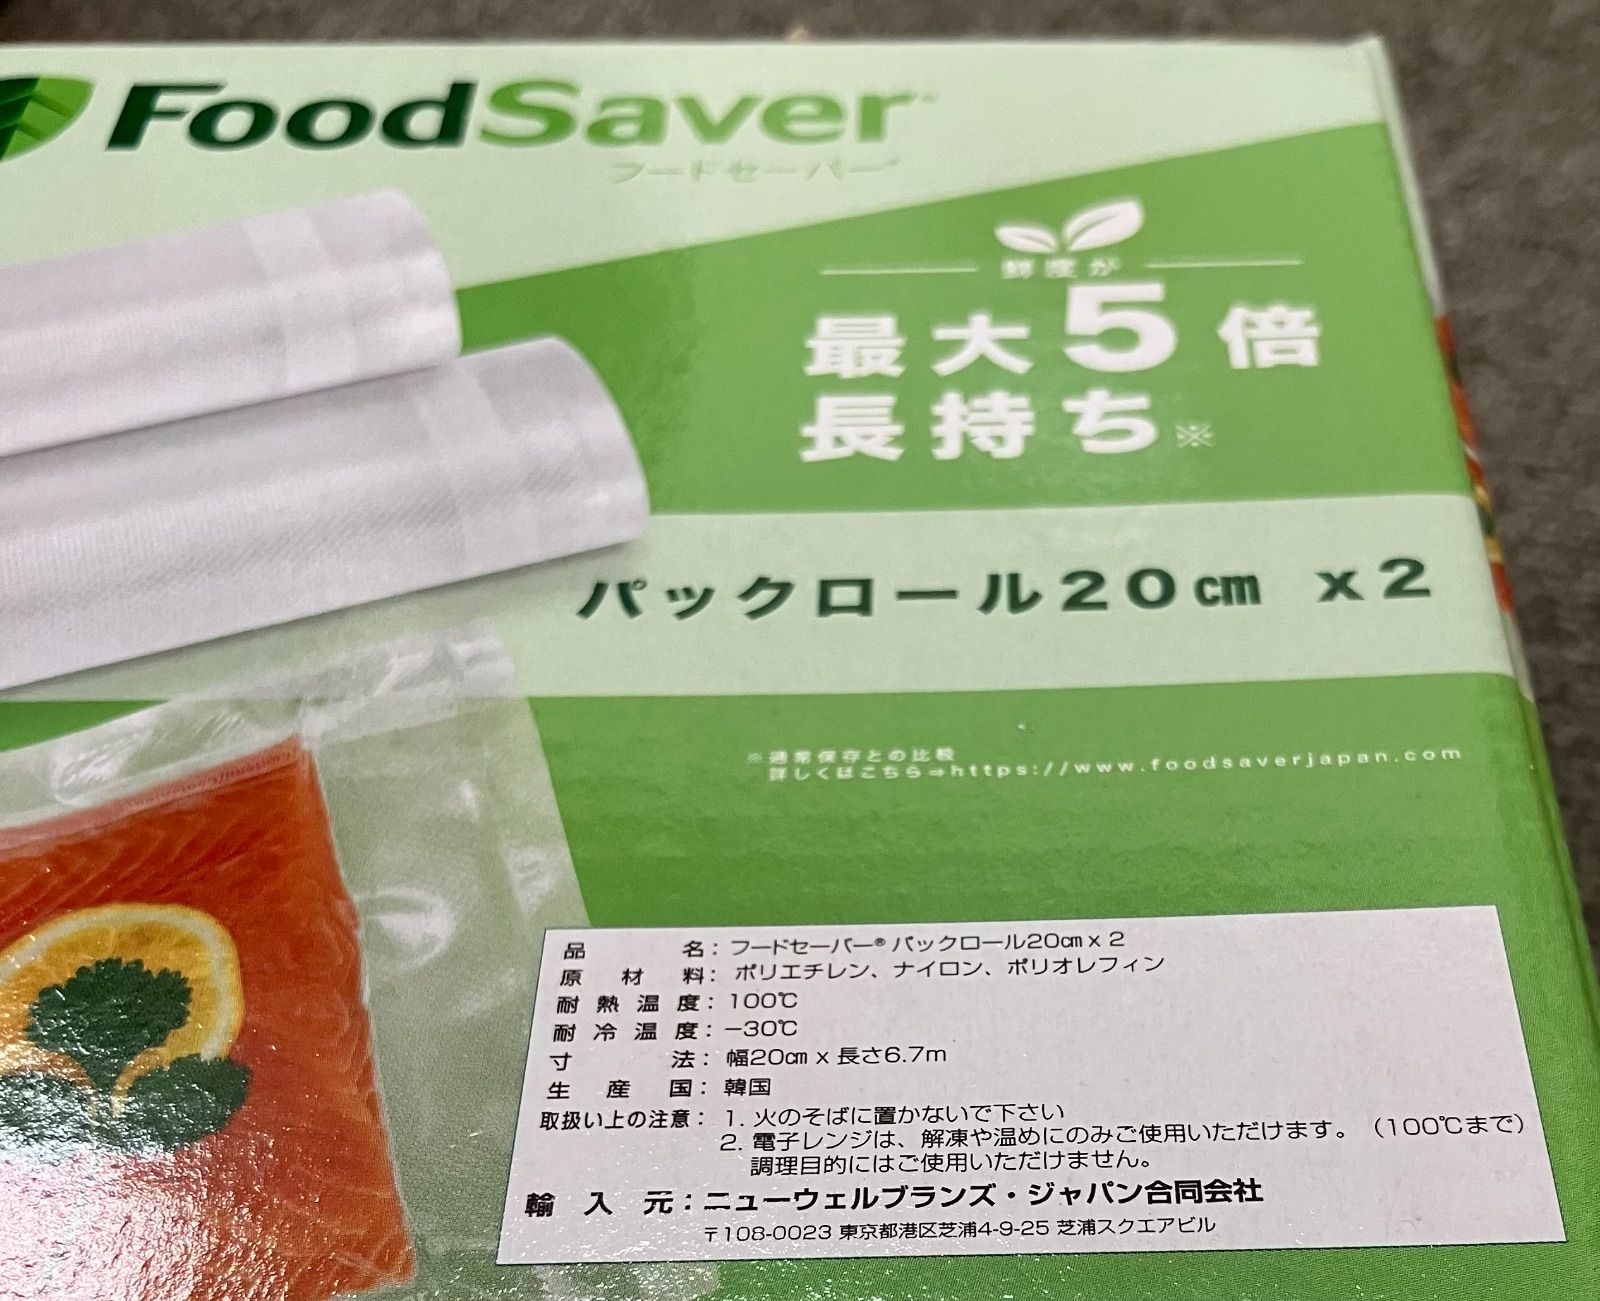 FoodSaver
フードセーバー
鮮度が
最大5倍
長持ち※
パックロール20㎝ x2
※通常保存との比較
詳しくはこちら⇒https://www.foodsaverjapan.com
品名：フードセーバー® パックロール20㎝ x 2
原材料：ポリエチレン、ナイロン、ポリオレフィン
耐熱温度：100℃
耐冷温度：−30℃
寸法：幅20㎝ x 長さ6.7m
生産国：韓国
取扱い上の注意：1. 火のそばに置かないで下さい
2. 電子レンジは、解凍や温めにのみご使用いただけます。（100℃まで）
調理目的にはご使用いただけません。
輸入元：ニューウェルブランズ・ジャパン合同会社
〒108-0023 東京都港区芝浦4-9-25 芝浦スクエアビル